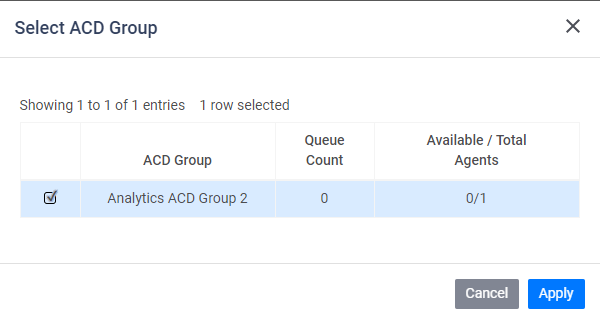 Select ACD Group
Showing 1 to 1 of 1 entries 1 row selected
ACD Group
Queue
Count
Available / Total
Agents
Analytics ACD Group 2 0 0/1
Cancel Apply